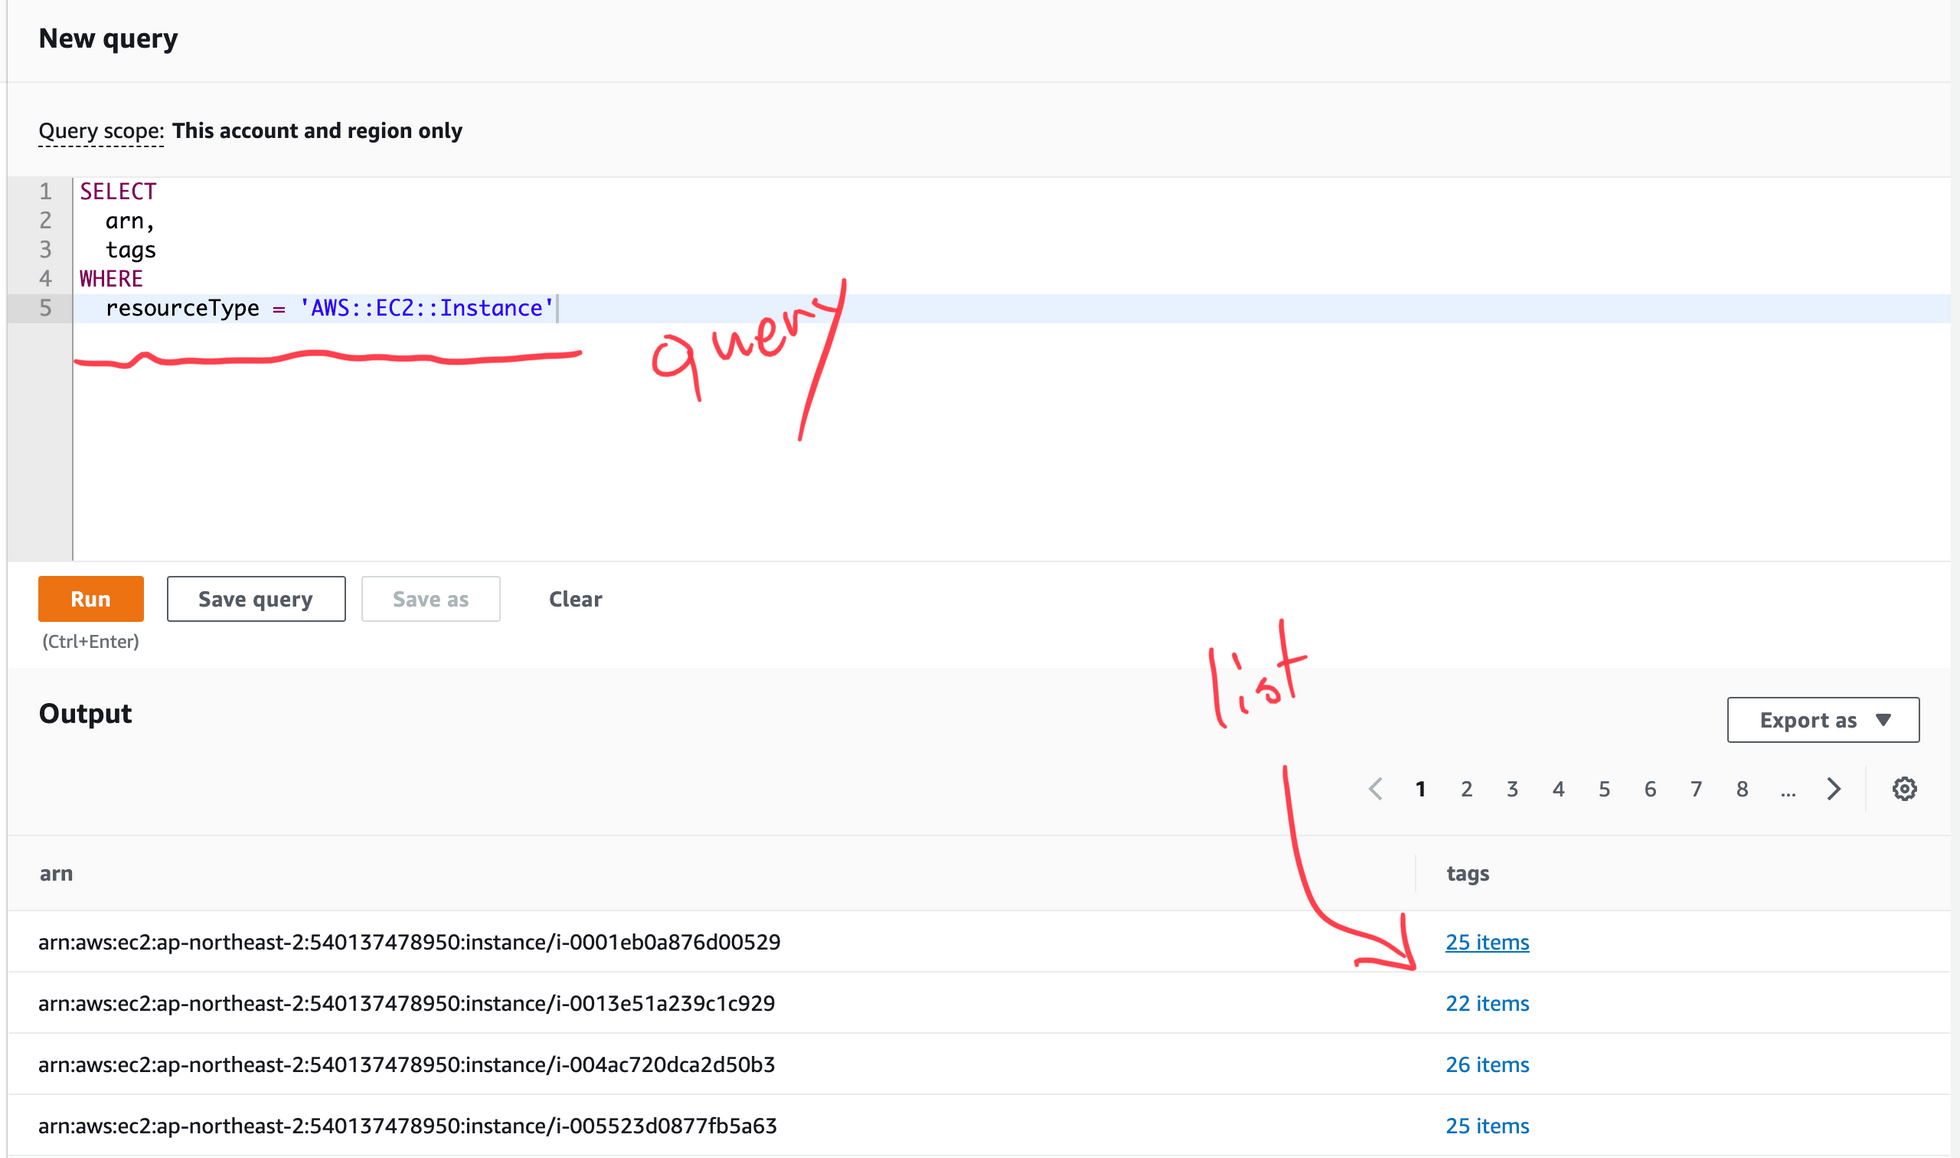 New query
Query scope: This account and region only
1 SELECT
2 arn,
3 tags
4 WHERE
5 resourceType = 'AWS::EC2::Instance'
query
Run Save query Save as Clear
(Ctrl+Enter)
list
Output Export as
1 2 3 4 5 6 7 8 ...
arn tags
arn:aws:ec2:ap-northeast-2:540137478950:instance/i-0001eb0a876d00529 25 items
arn:aws:ec2:ap-northeast-2:540137478950:instance/i-0013e51a239c1c929 22 items
arn:aws:ec2:ap-northeast-2:540137478950:instance/i-004ac720dca2d50b3 26 items
arn:aws:ec2:ap-northeast-2:540137478950:instance/i-005523d0877fb5a63 25 items